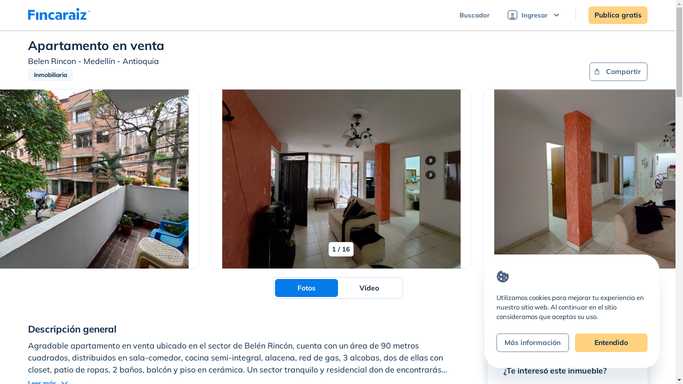 Fincaraiz
Buscador
Ingresar
Publica gratis
Apartamento en venta
Belen Rincon - Medellín - Antioquia
Inmobiliaria
Compartir
1 / 16
Fotos
Video
Descripción general
Agradable apartamento en venta ubicado en el sector de Belén Rincón, cuenta con un área de 90 metros
cuadrados, distribuidos en sala-comedor, cocina semi-integral, alacena, red de gas, 3 alcobas, dos de ellas con
closet, patio de ropas, 2 baños, balcón y piso en cerámica. Un sector tranquilo y residencial don de encontrarás...
Leer más
Utilizamos cookies para mejorar tu experiencia en
nuestro sitio web. Al continuar en el sitio
consideramos que aceptas su uso.
Más información
Entendido
¿Te interesó este inmueble?